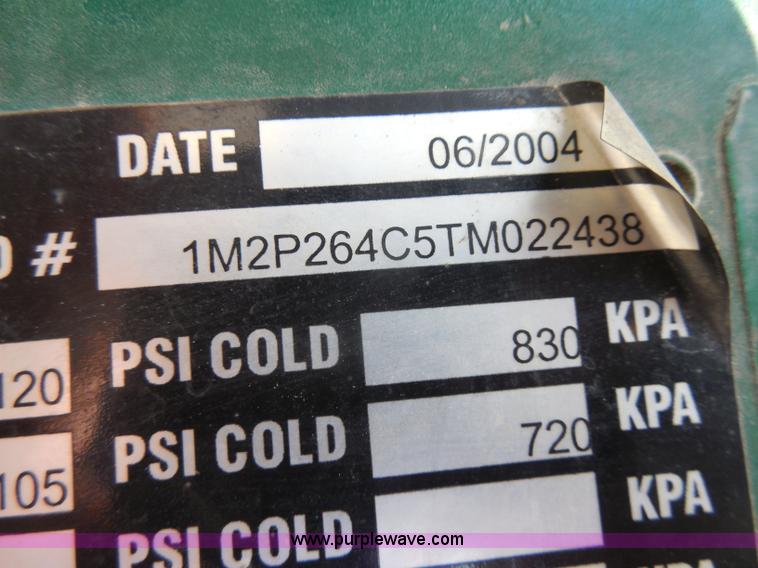 DATE 06/2004
# 1M2P264C5TM022438
120 PSI COLD 830 KPA
105 PSI COLD 720 KPA
PSI COLD KPA
www.purplewave.com
KPA